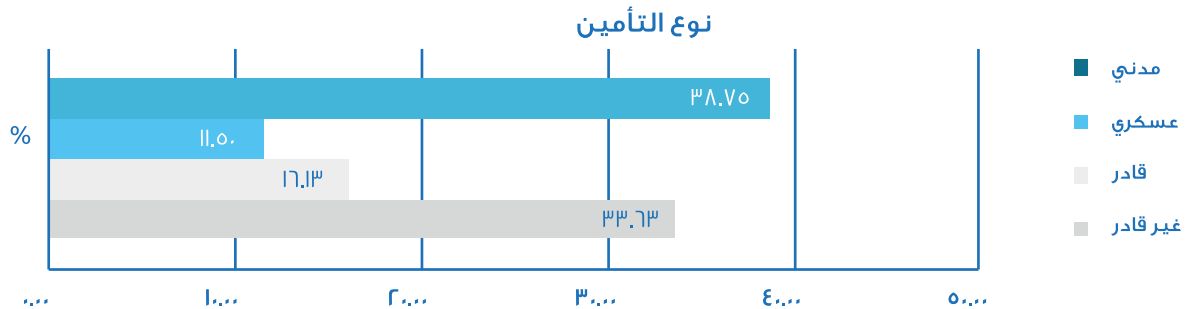 نوع التأمين
مدني
عسكري
قادر
غير قادر
%
٣٨.٧٥
١١.٥٠
١٦.١٣
٣٣.٦٣
٠.٠٠
١٠.٠٠
٢٠.٠٠
٣٠.٠٠
٤٠.٠٠
٥٠.٠٠